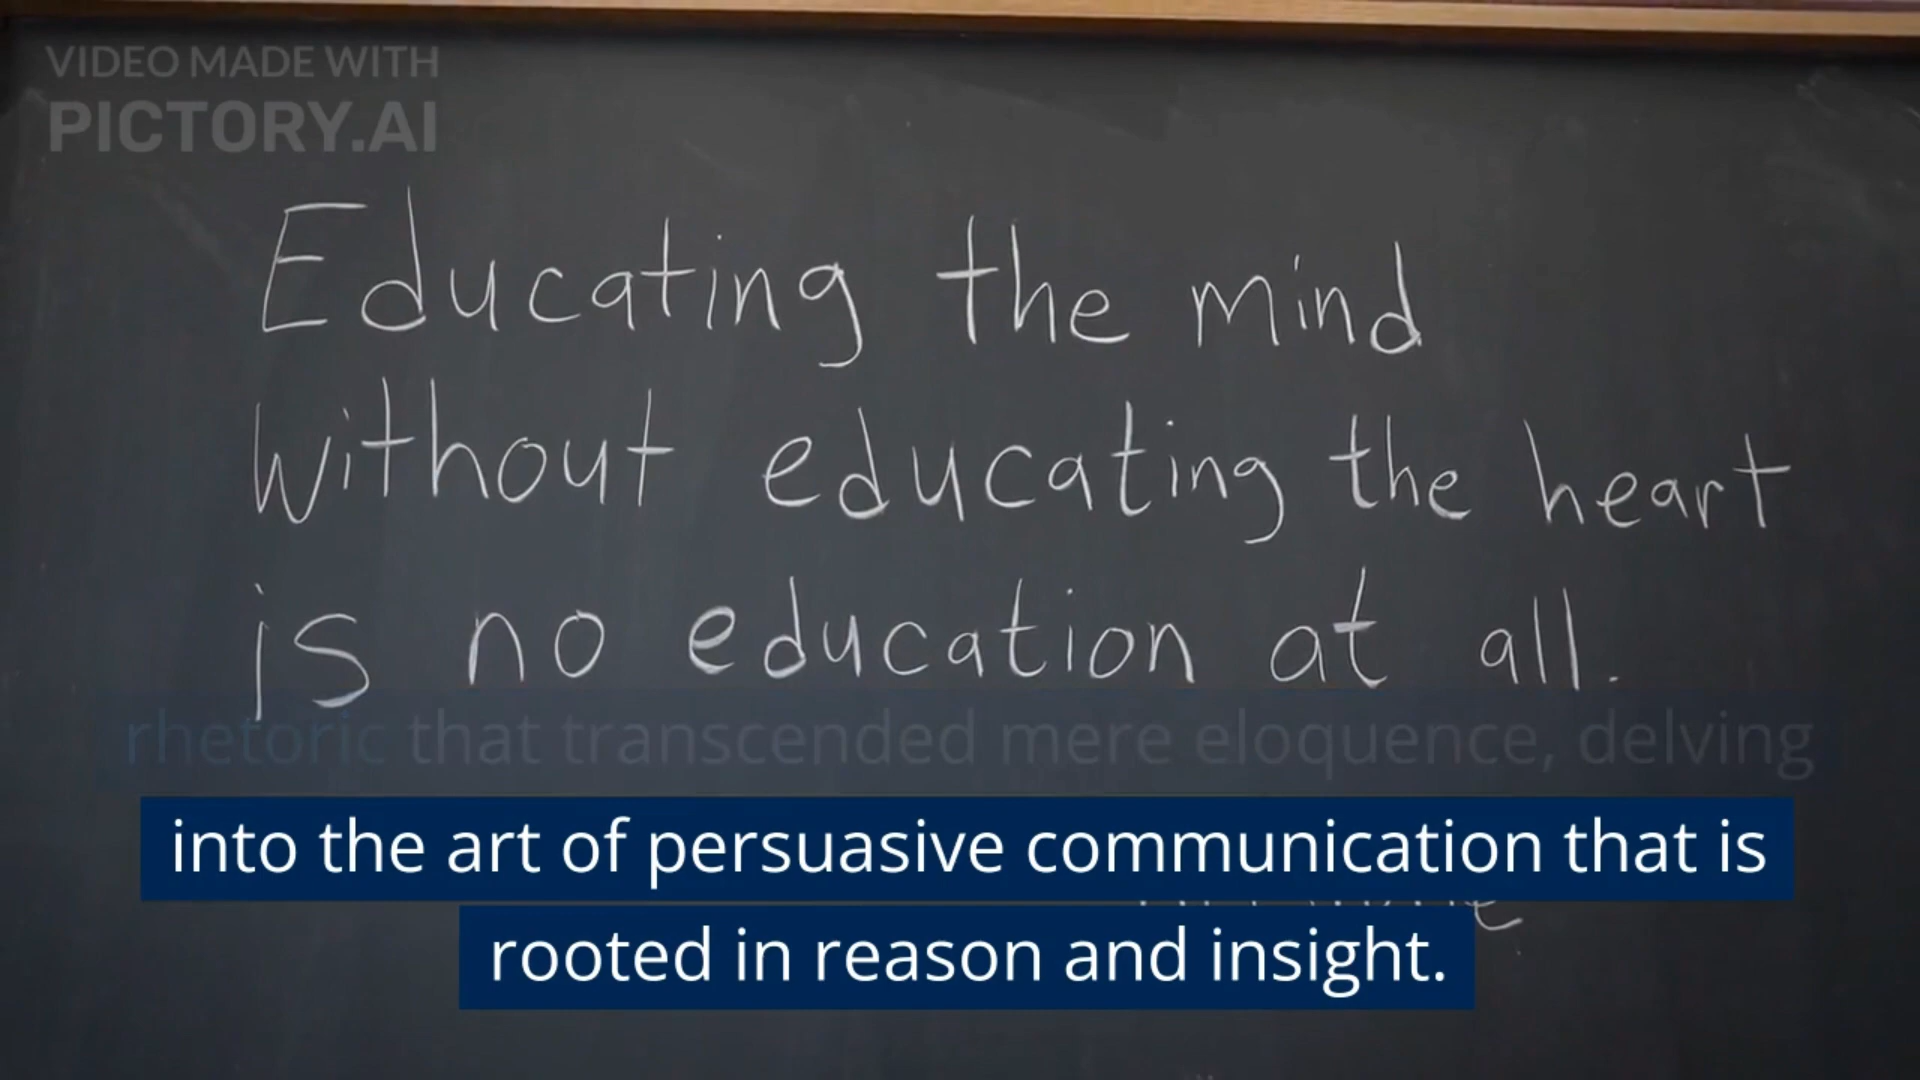 VIDEO MADE WITH
PICTORY.AI
Educating the mind
without educating the heart
is no education at all.
rhetoric that transcended mere eloquence, delving
into the art of persuasive communication that is
rooted in reason and insight.